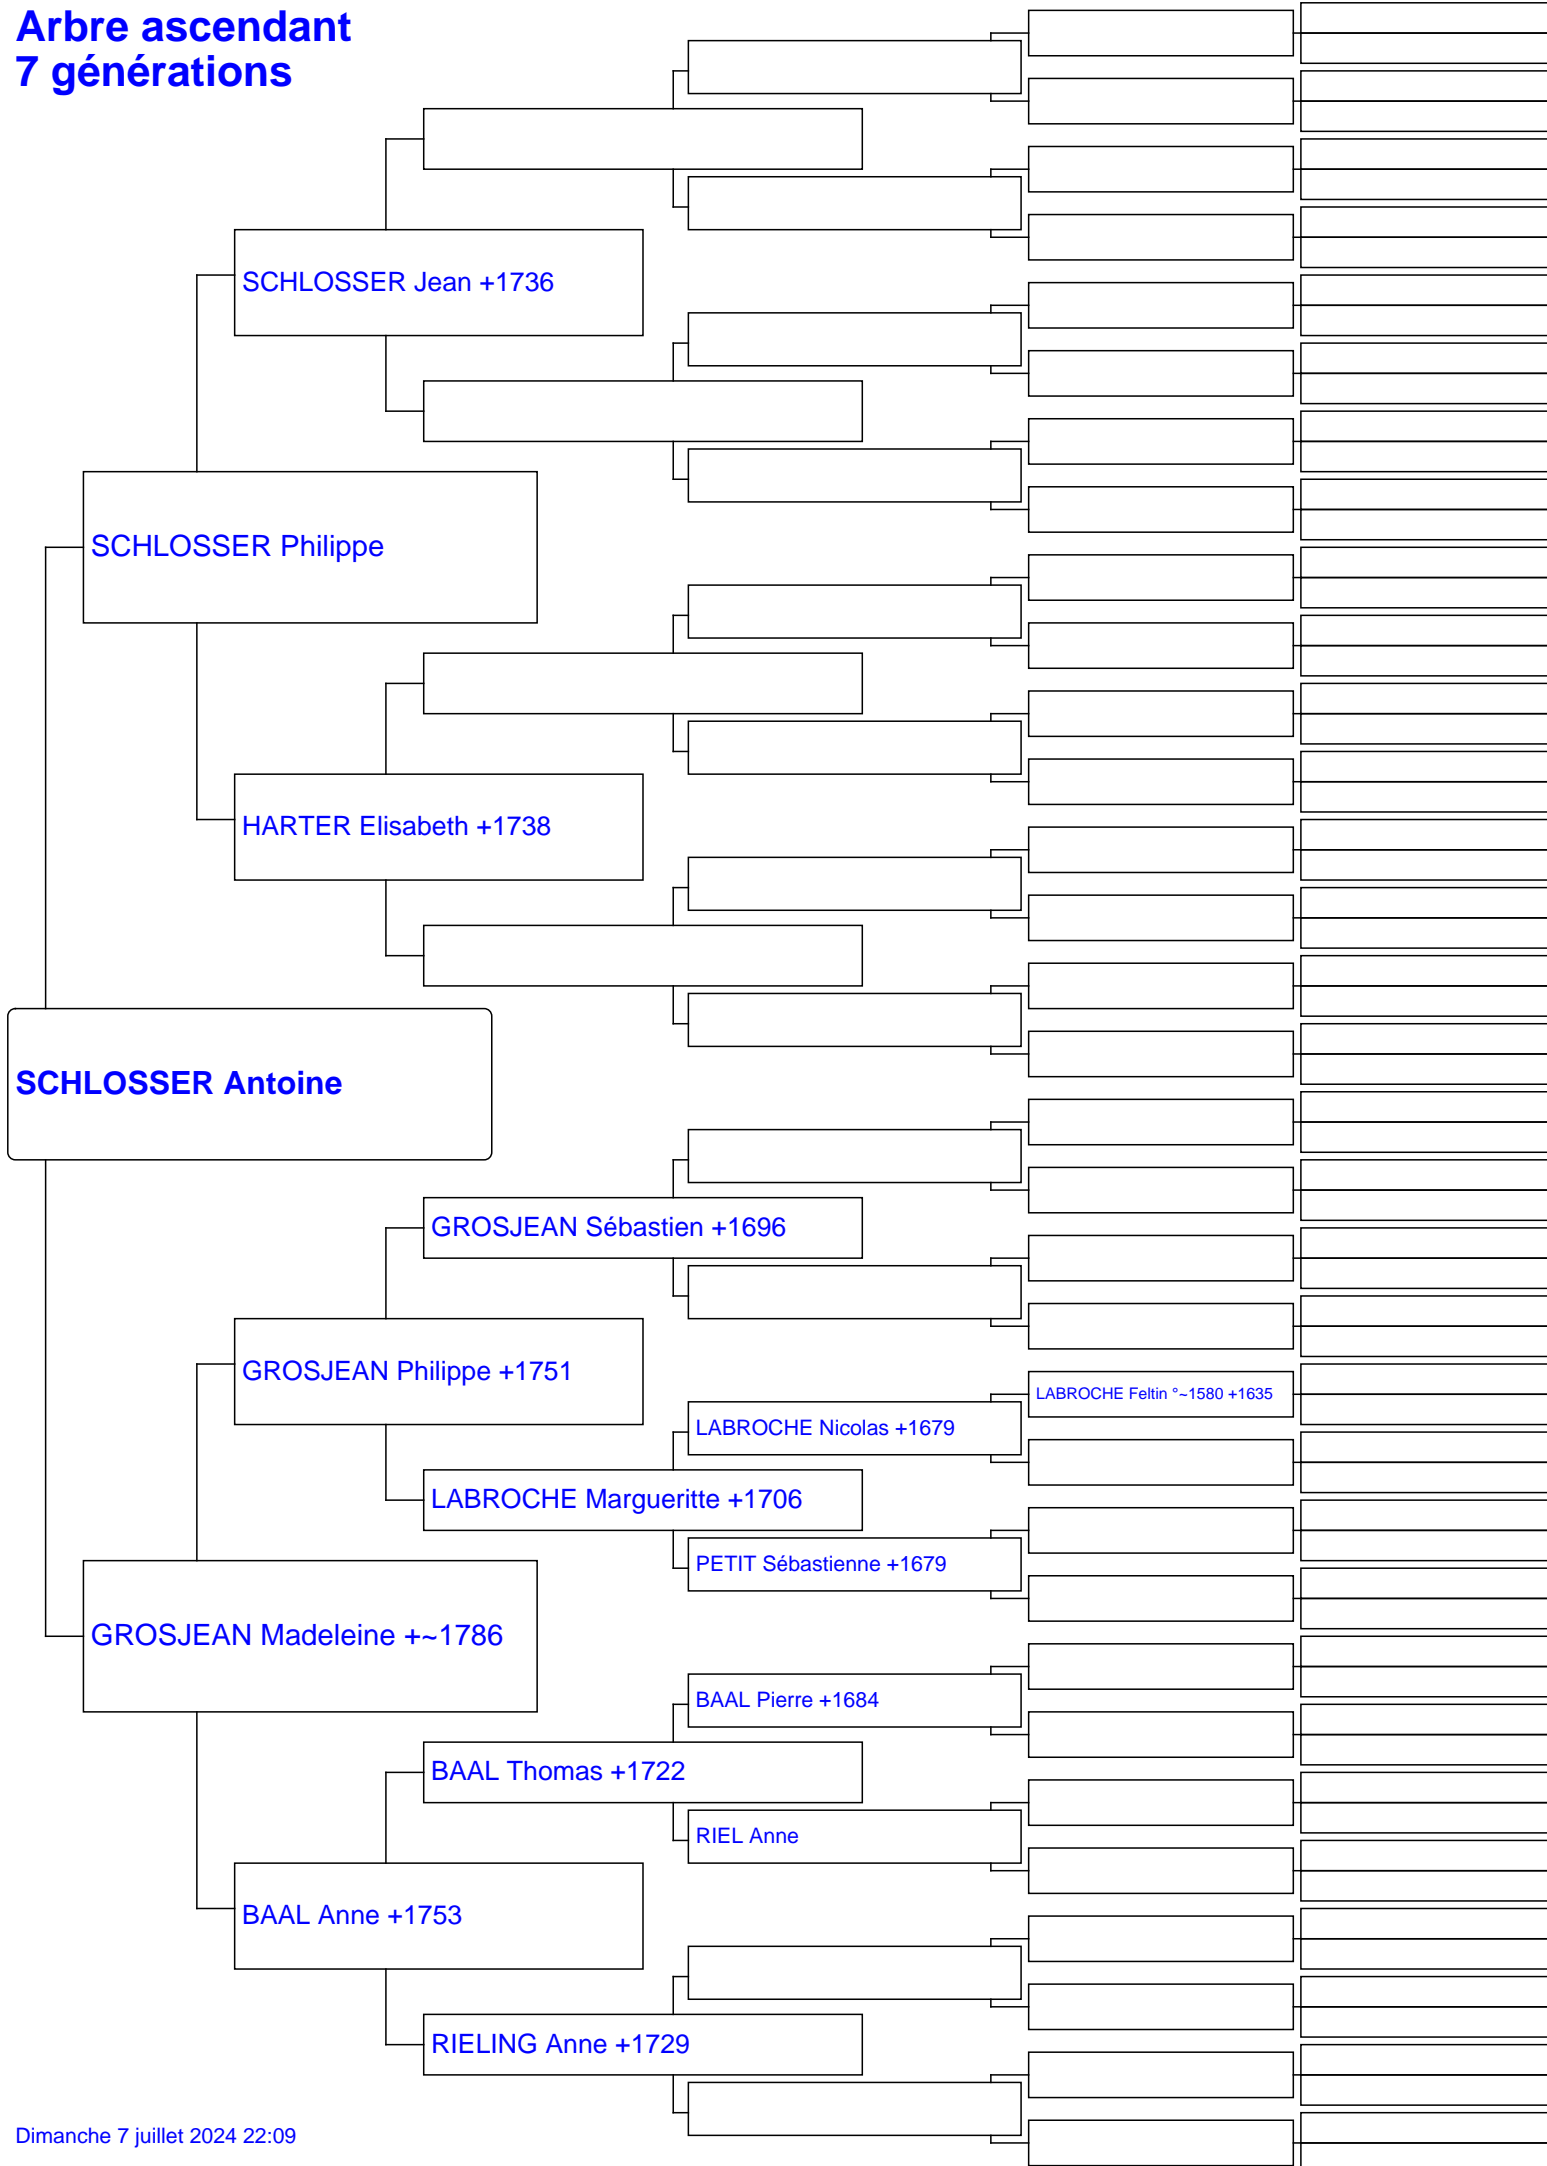 Arbre ascendant
7 générations
SCHLOSSER Jean +1736
SCHLOSSER Philippe
HARTER Elisabeth +1738
SCHLOSSER Antoine
GROSJEAN Sébastien +1696
GROSJEAN Philippe +1751
LABROCHE Feltin °~1580 +1635
LABROCHE Nicolas +1679
LABROCHE Margueritte +1706
PETIT Sébastienne +1679
GROSJEAN Madeleine +~1786
BAAL Pierre +1684
BAAL Thomas +1722
RIEL Anne
BAAL Anne +1753
RIELING Anne +1729
Dimanche 7 juillet 2024 22:09